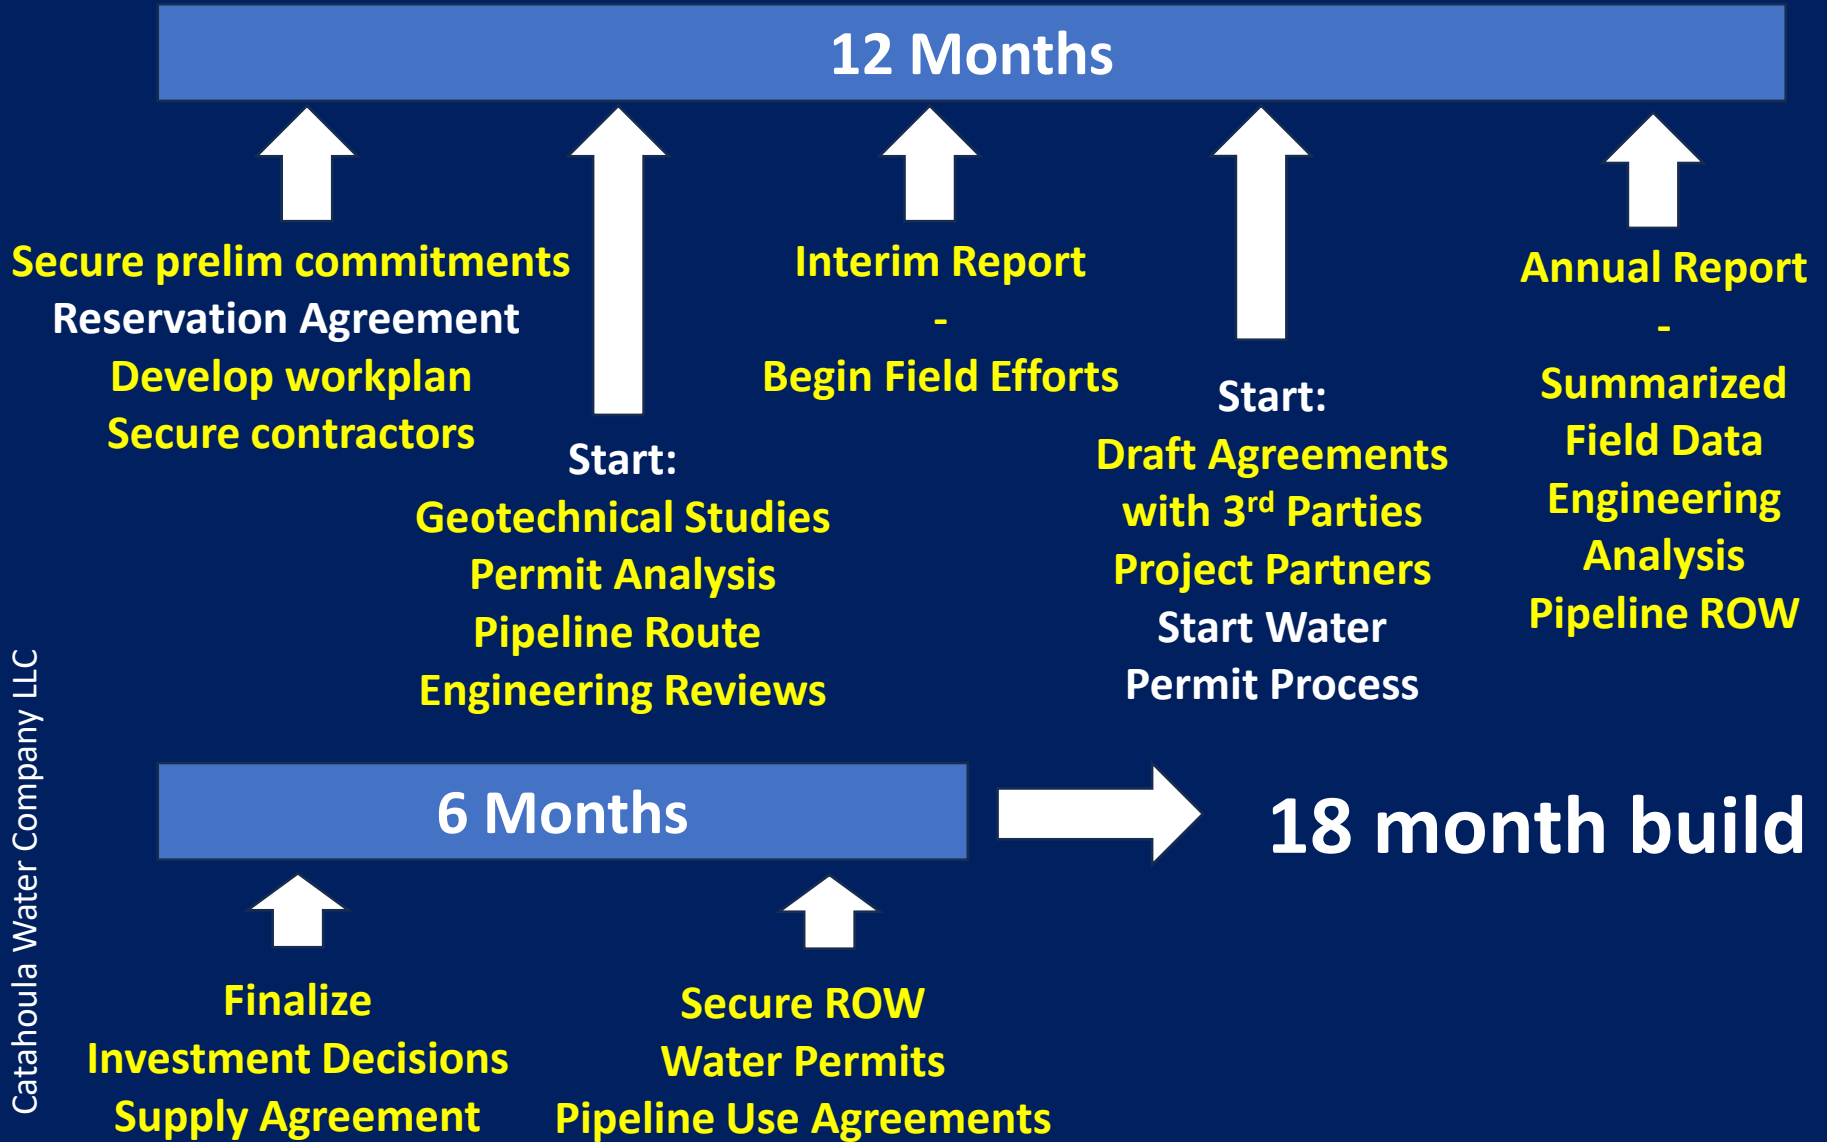 12 Months
Secure prelim commitments
Reservation Agreement
Develop workplan
Secure contractors
Start:
Geotechnical Studies
Permit Analysis
Pipeline Route
Engineering Reviews
Interim Report
-
Begin Field Efforts
Start:
Draft Agreements
with 3rd Parties
Project Partners
Start Water
Permit Process
Annual Report
-
Summarized
Field Data
Engineering
Analysis
Pipeline ROW
6 Months
18 month build
Finalize
Investment Decisions
Supply Agreement
Secure ROW
Water Permits
Pipeline Use Agreements
Catahoula Water Company LLC